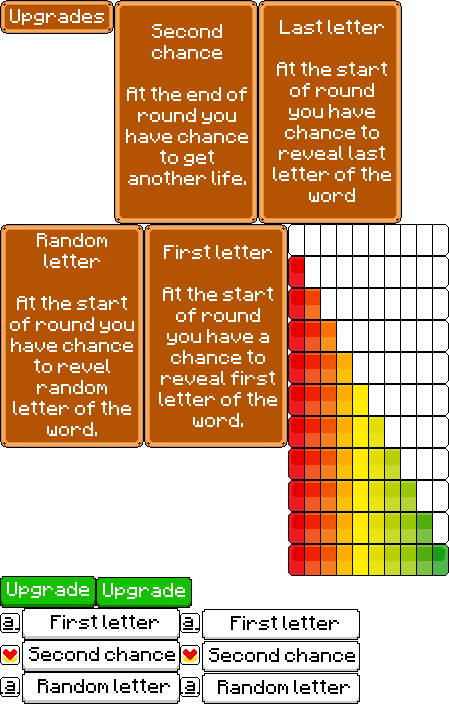 Upgrades
Second
chance
At the end of
round you
have chance
to get
another life.
Last letter
At the start
of round
you have
chance to
reveal last
letter of the
word
Random
letter
At the start
of round you
have chance
to revel
random
letter of the
word.
First letter
At the start
of round
you have a
chance to
reveal first
letter of the
word.
Upgrade Upgrade
a. First letter a. First letter
Second chance Second chance
a. Random letter a. Random letter